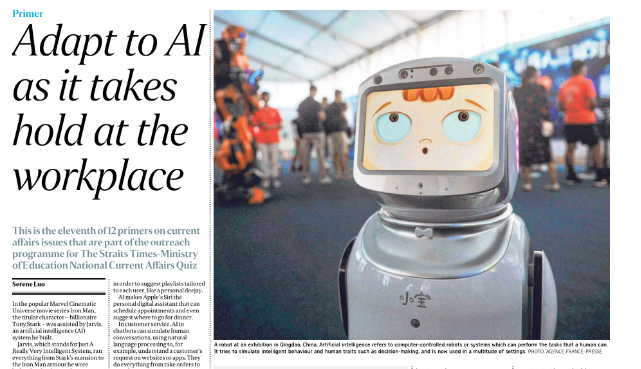 Primer
Adapt to AI
as it takes
hold at the
workplace
This is the eleventh of 12 primers on current
affairs issues that are part of the outreach
programme for The Straits Times-Ministry
of Education National Current Affairs Quiz
Serene Luo
In the popular Marvel Cinematic
Universe movie series Iron Man,
the titular character – billionaire
Tony Stark – was assisted by Jarvis,
an artificial intelligence (AI)
system he built.
Jarvis, which stands for Just A
Really Very Intelligent System, ran
everything from Stark's mansion to
the Iron Man armour he wore
in order to suggest playlists tailored
to each user, like a personal deejay.
AI makes Apple's Siri the
personal digital assistant that can
schedule appointments and even
suggest where to go for dinner.
In customer service, AI in
chatbots can simulate human
conversations, using natural
language processing to, for
example, understand a customer's
request on websites or apps. They
do everything from take orders to
小宝
A robot at an exhibition in Qingdao, China. Artificial intelligence refers to computer-controlled robots or systems which can perform the tasks that a human can.
It tries to simulate intelligent behaviour and human traits such as decision-making, and is now used in a multitude of settings. PHOTO: AGENCE FRANCE-PRESSE